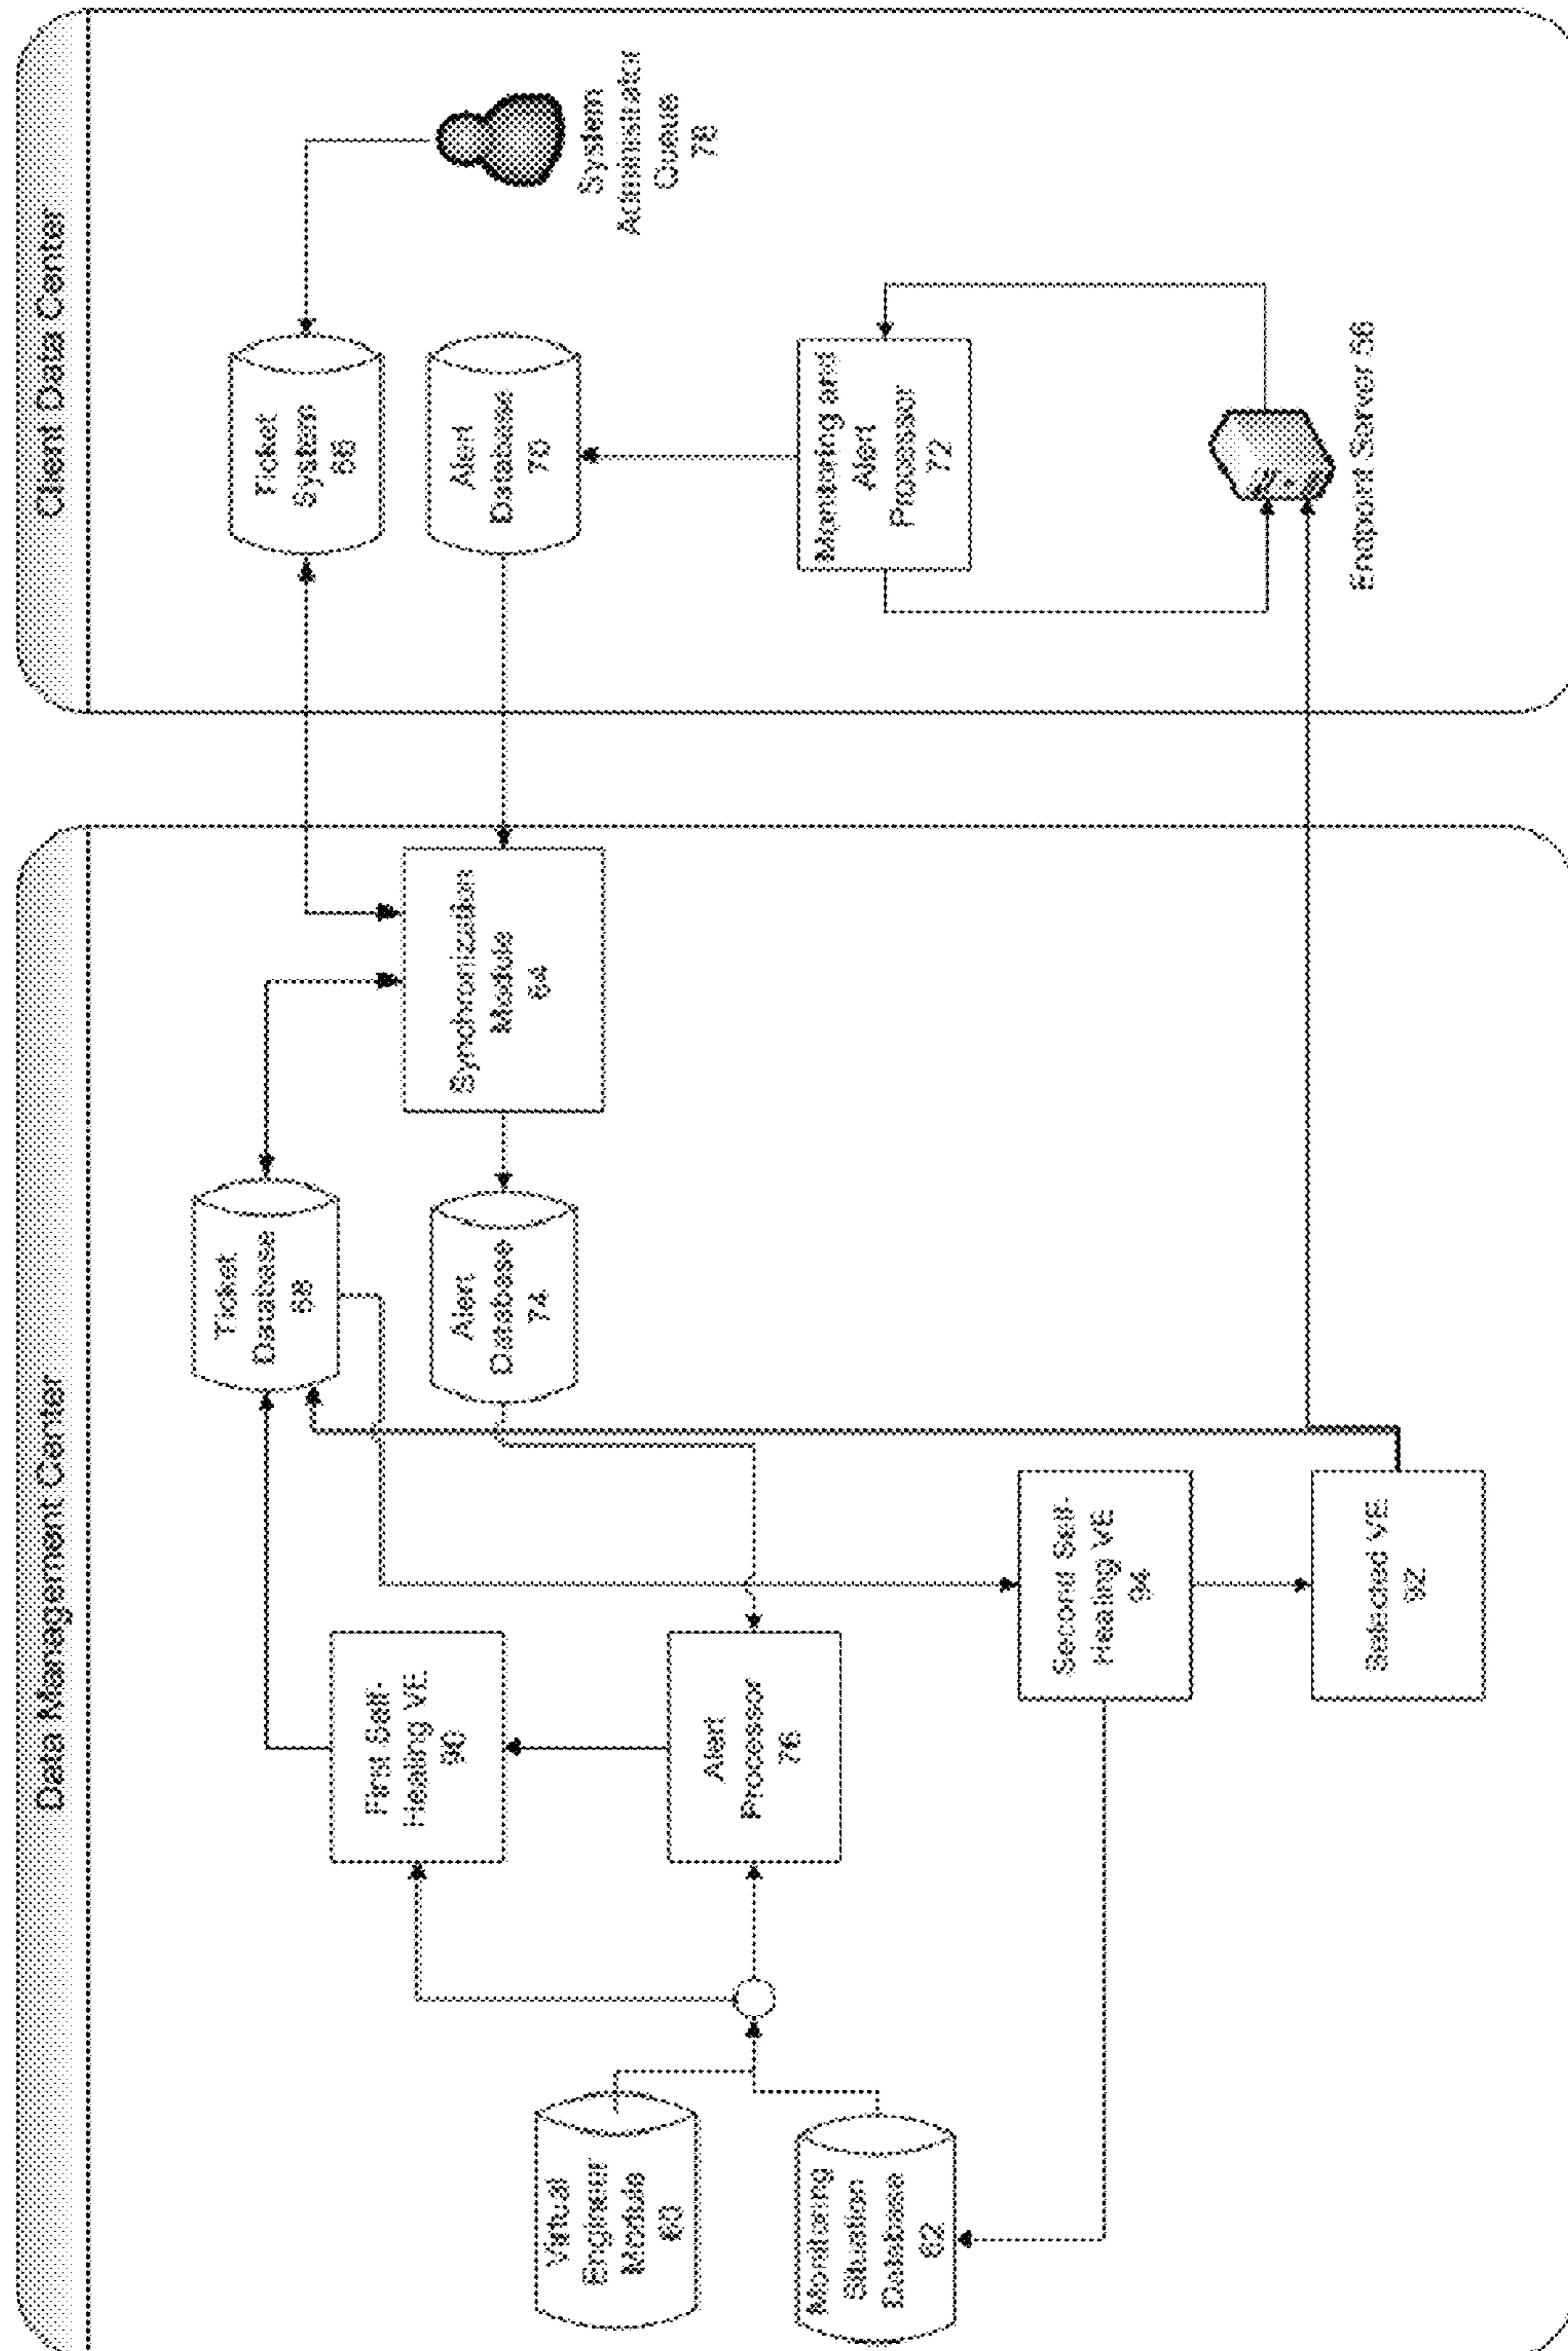 Data Management Center
Client Data Center
Virtual
Engineer
Module
60
Monitoring
Situation
Database
62
First Self-
Healing VE
90
Alert
Processor
76
Second Self-
Healing VE
94
Selected VE
92
Ticket
Database
68
Alert
Database
74
Synchronization
Module
64
Ticket
System
66
Alert
Database
70
Monitoring and
Alert
Processor
72
Endpoint Server 56
System
Administrator
Queue
78